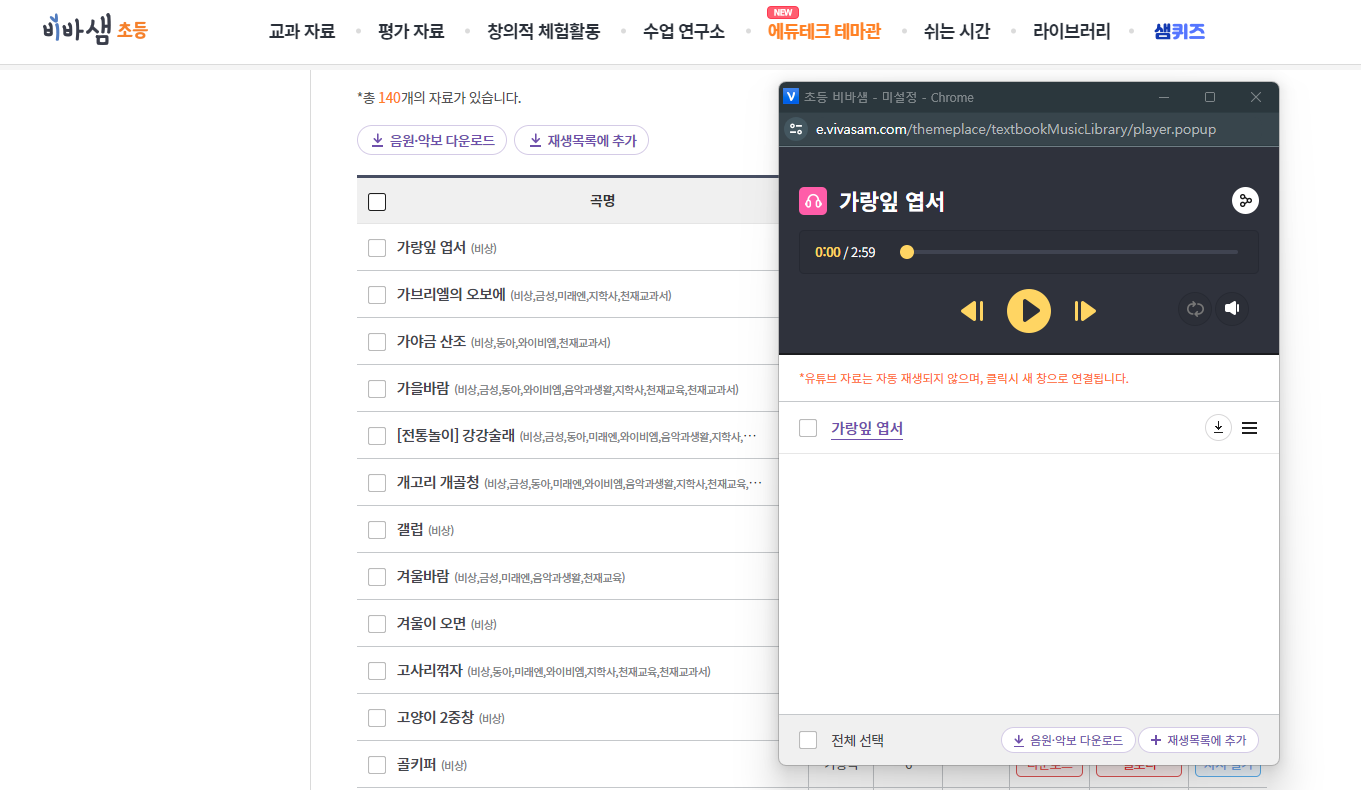 비바샘 초등
교과 자료 평가 자료 창의적 체험활동 수업 연구소 NEW 에듀테크 테마관 쉬는 시간 라이브러리 샘퀴즈
*총 140개의 자료가 있습니다.
음원·악보 다운로드 재생목록에 추가
곡명
가랑잎 엽서 (비상)
가브리엘의 오보에 (비상,금성,미래엔,지학사,천재교과서)
가야금 산조 (비상,동아,와이비엠,천재교과서)
가을바람 (비상,금성,동아,와이비엠,음악과생활,지학사,천재교육,천재교과서)
[전통놀이] 강강술래 (비상,금성,동아,미래엔,와이비엠,음악과생활,지학사,···
개고리 개골청 (비상,금성,동아,미래엔,와이비엠,음악과생활,지학사,천재교육,···
갤럽 (비상)
겨울바람 (비상,금성,미래엔,음악과생활,천재교육)
겨울이 오면 (비상)
고사리꺾자 (비상,동아,미래엔,와이비엠,지학사,천재교육,천재교과서)
고양이 2중창 (비상)
골키퍼 (비상)
V 초등 비바샘 - 미설정 - Chrome
e.vivasam.com/themeplace/textbookMusicLibrary/player.popup
가랑잎 엽서
0:00 / 2:59
*유튜브 자료는 자동 재생되지 않으며, 클릭시 새 창으로 연결됩니다.
가랑잎 엽서
전체 선택 음원·악보 다운로드 재생목록에 추가